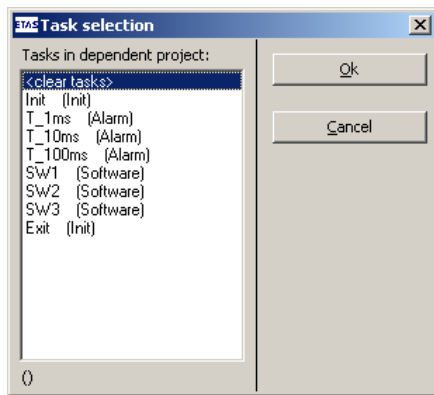 ETAS Task selection
Tasks in dependent project:
<clear tasks>
Init (Init)
T_1ms (Alarm)
T_10ms (Alarm)
T_100ms (Alarm)
SW1 (Software)
SW2 (Software)
SW3 (Software)
Exit (Init)
()
Ok
Cancel